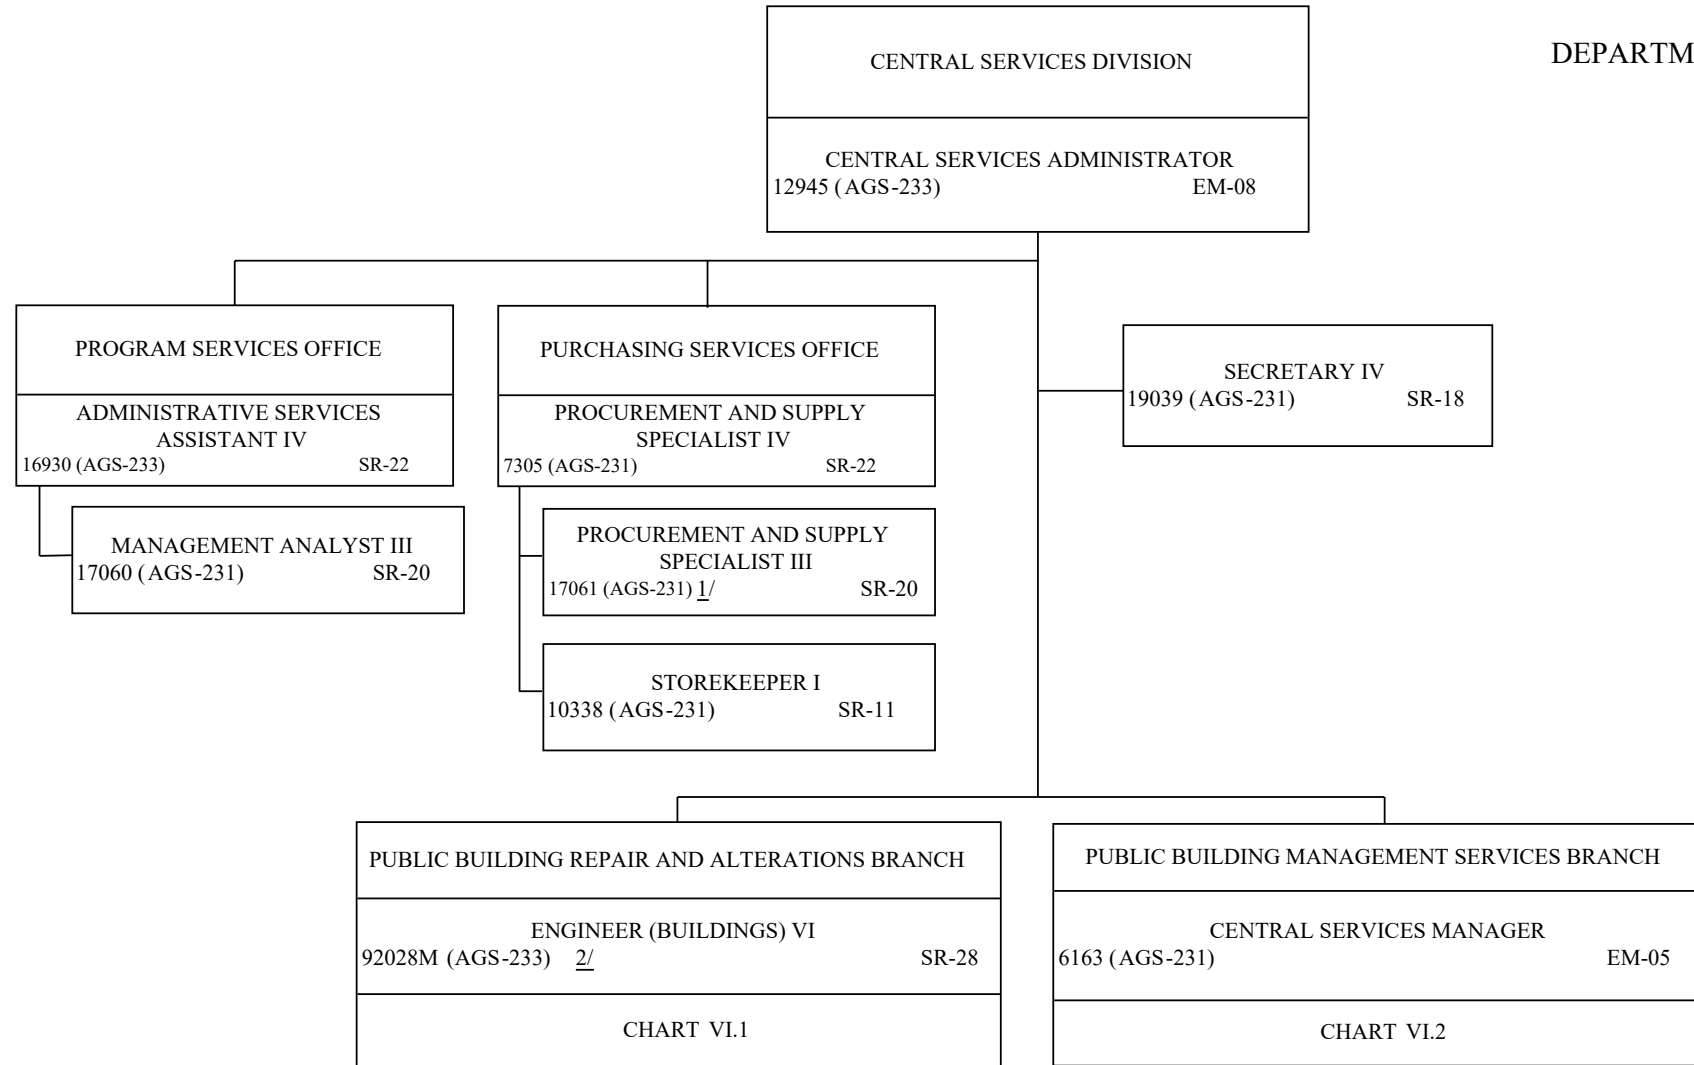 DEPARTM
CENTRAL SERVICES DIVISION
CENTRAL SERVICES ADMINISTRATOR
12945 (AGS-233) EM-08
PROGRAM SERVICES OFFICE
ADMINISTRATIVE SERVICES
ASSISTANT IV
16930 (AGS-233) SR-22
MANAGEMENT ANALYST III
17060 (AGS-231) SR-20
PURCHASING SERVICES OFFICE
PROCUREMENT AND SUPPLY
SPECIALIST IV
7305 (AGS-231) SR-22
PROCUREMENT AND SUPPLY
SPECIALIST III
17061 (AGS-231) 1/ SR-20
STOREKEEPER I
10338 (AGS-231) SR-11
SECRETARY IV
19039 (AGS-231) SR-18
PUBLIC BUILDING REPAIR AND ALTERATIONS BRANCH
ENGINEER (BUILDINGS) VI
92028M (AGS-233) 2/ SR-28
CHART VI.1
PUBLIC BUILDING MANAGEMENT SERVICES BRANCH
CENTRAL SERVICES MANAGER
6163 (AGS-231) EM-05
CHART VI.2